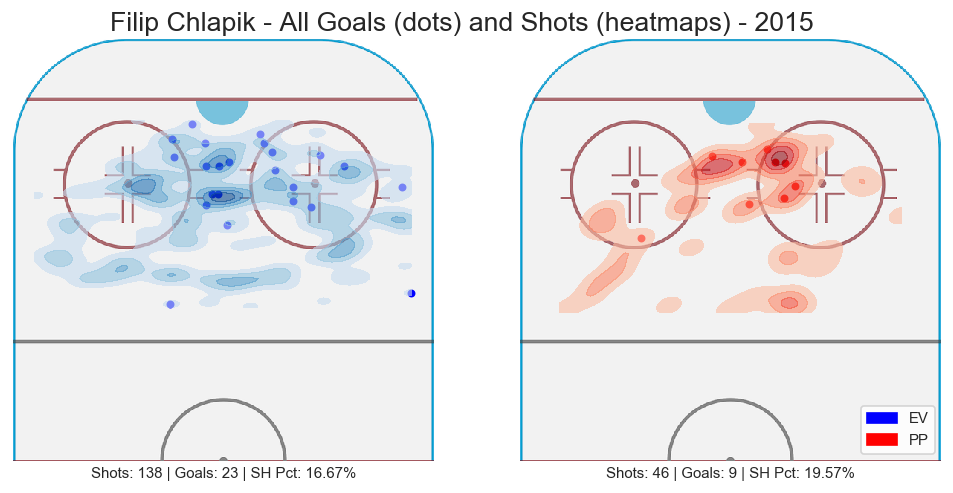 Filip Chlapik - All Goals (dots) and Shots (heatmaps) - 2015
EV
PP
Shots: 138 | Goals: 23 | SH Pct: 16.67%
Shots: 46 | Goals: 9 | SH Pct: 19.57%